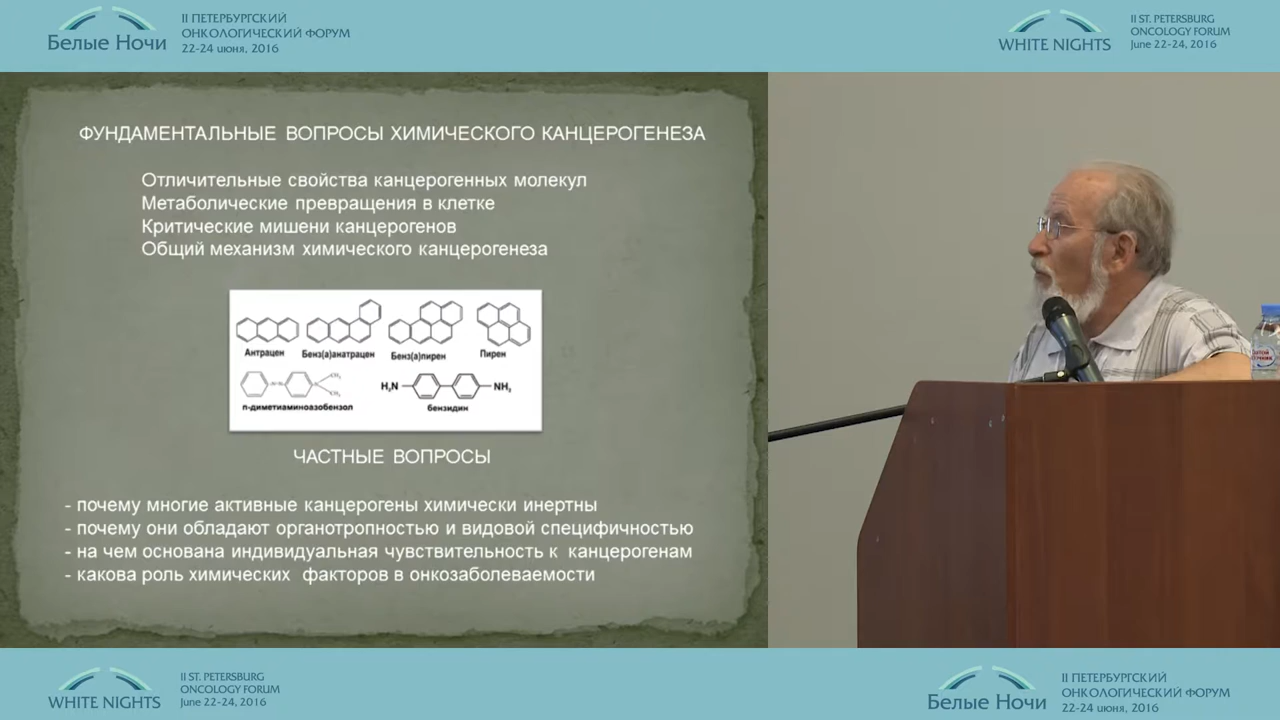 Белые Ночи
II ПЕТЕРБУРГСКИЙ
ОНКОЛОГИЧЕСКИЙ ФОРУМ
22-24 июня, 2016
WHITE NIGHTS
II ST. PETERSBURG
ONCOLOGY FORUM
June 22-24, 2016
ФУНДАМЕНТАЛЬНЫЕ ВОПРОСЫ ХИМИЧЕСКОГО КАНЦЕРОГЕНЕЗА
Отличительные свойства канцерогенных молекул
Метаболические превращения в клетке
Критические мишени канцерогенов
Общий механизм химического канцерогенеза
Антрацен Бенз(а)анатрацен Бенз(а)пирен Пирен
H₂N NH₂
п-диметиаминоазобензол бензидин
ЧАСТНЫЕ ВОПРОСЫ
- почему многие активные канцерогены химически инертны
- почему они обладают органотропностью и видовой специфичностью
- на чем основана индивидуальная чувствительность к канцерогенам
- какова роль химических факторов в онкозаболеваемости
WHITE NIGHTS
II ST. PETERSBURG
ONCOLOGY FORUM
June 22-24, 2016
Белые Ночи
II ПЕТЕРБУРГСКИЙ
ОНКОЛОГИЧЕСКИЙ ФОРУМ
22-24 июня, 2016